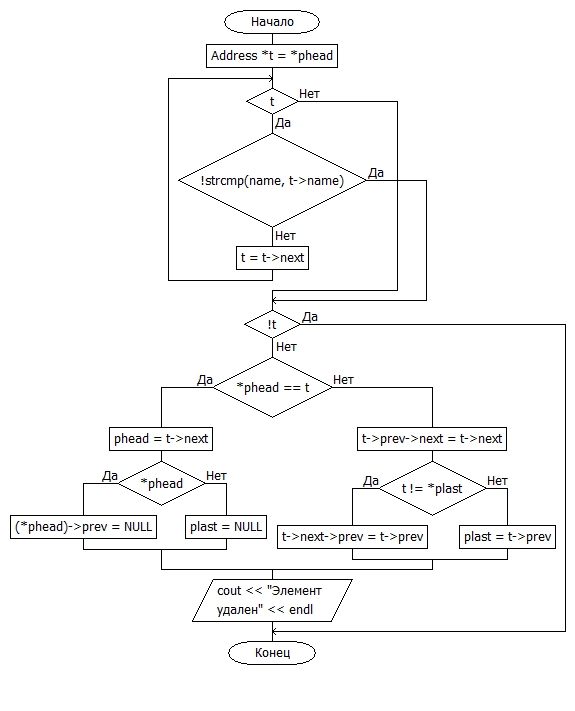 Начало
Address *t = *phead
t
Нет
Да
!strcmp(name, t->name)
Да
Нет
t = t->next
!t
Да
Нет
*phead == t
Да
Нет
phead = t->next
t->prev->next = t->next
*phead
Да
Нет
t != *plast
Да
Нет
(*phead)->prev = NULL
plast = NULL
t->next->prev = t->prev
plast = t->prev
cout << "Элемент
удален" << endl
Конец